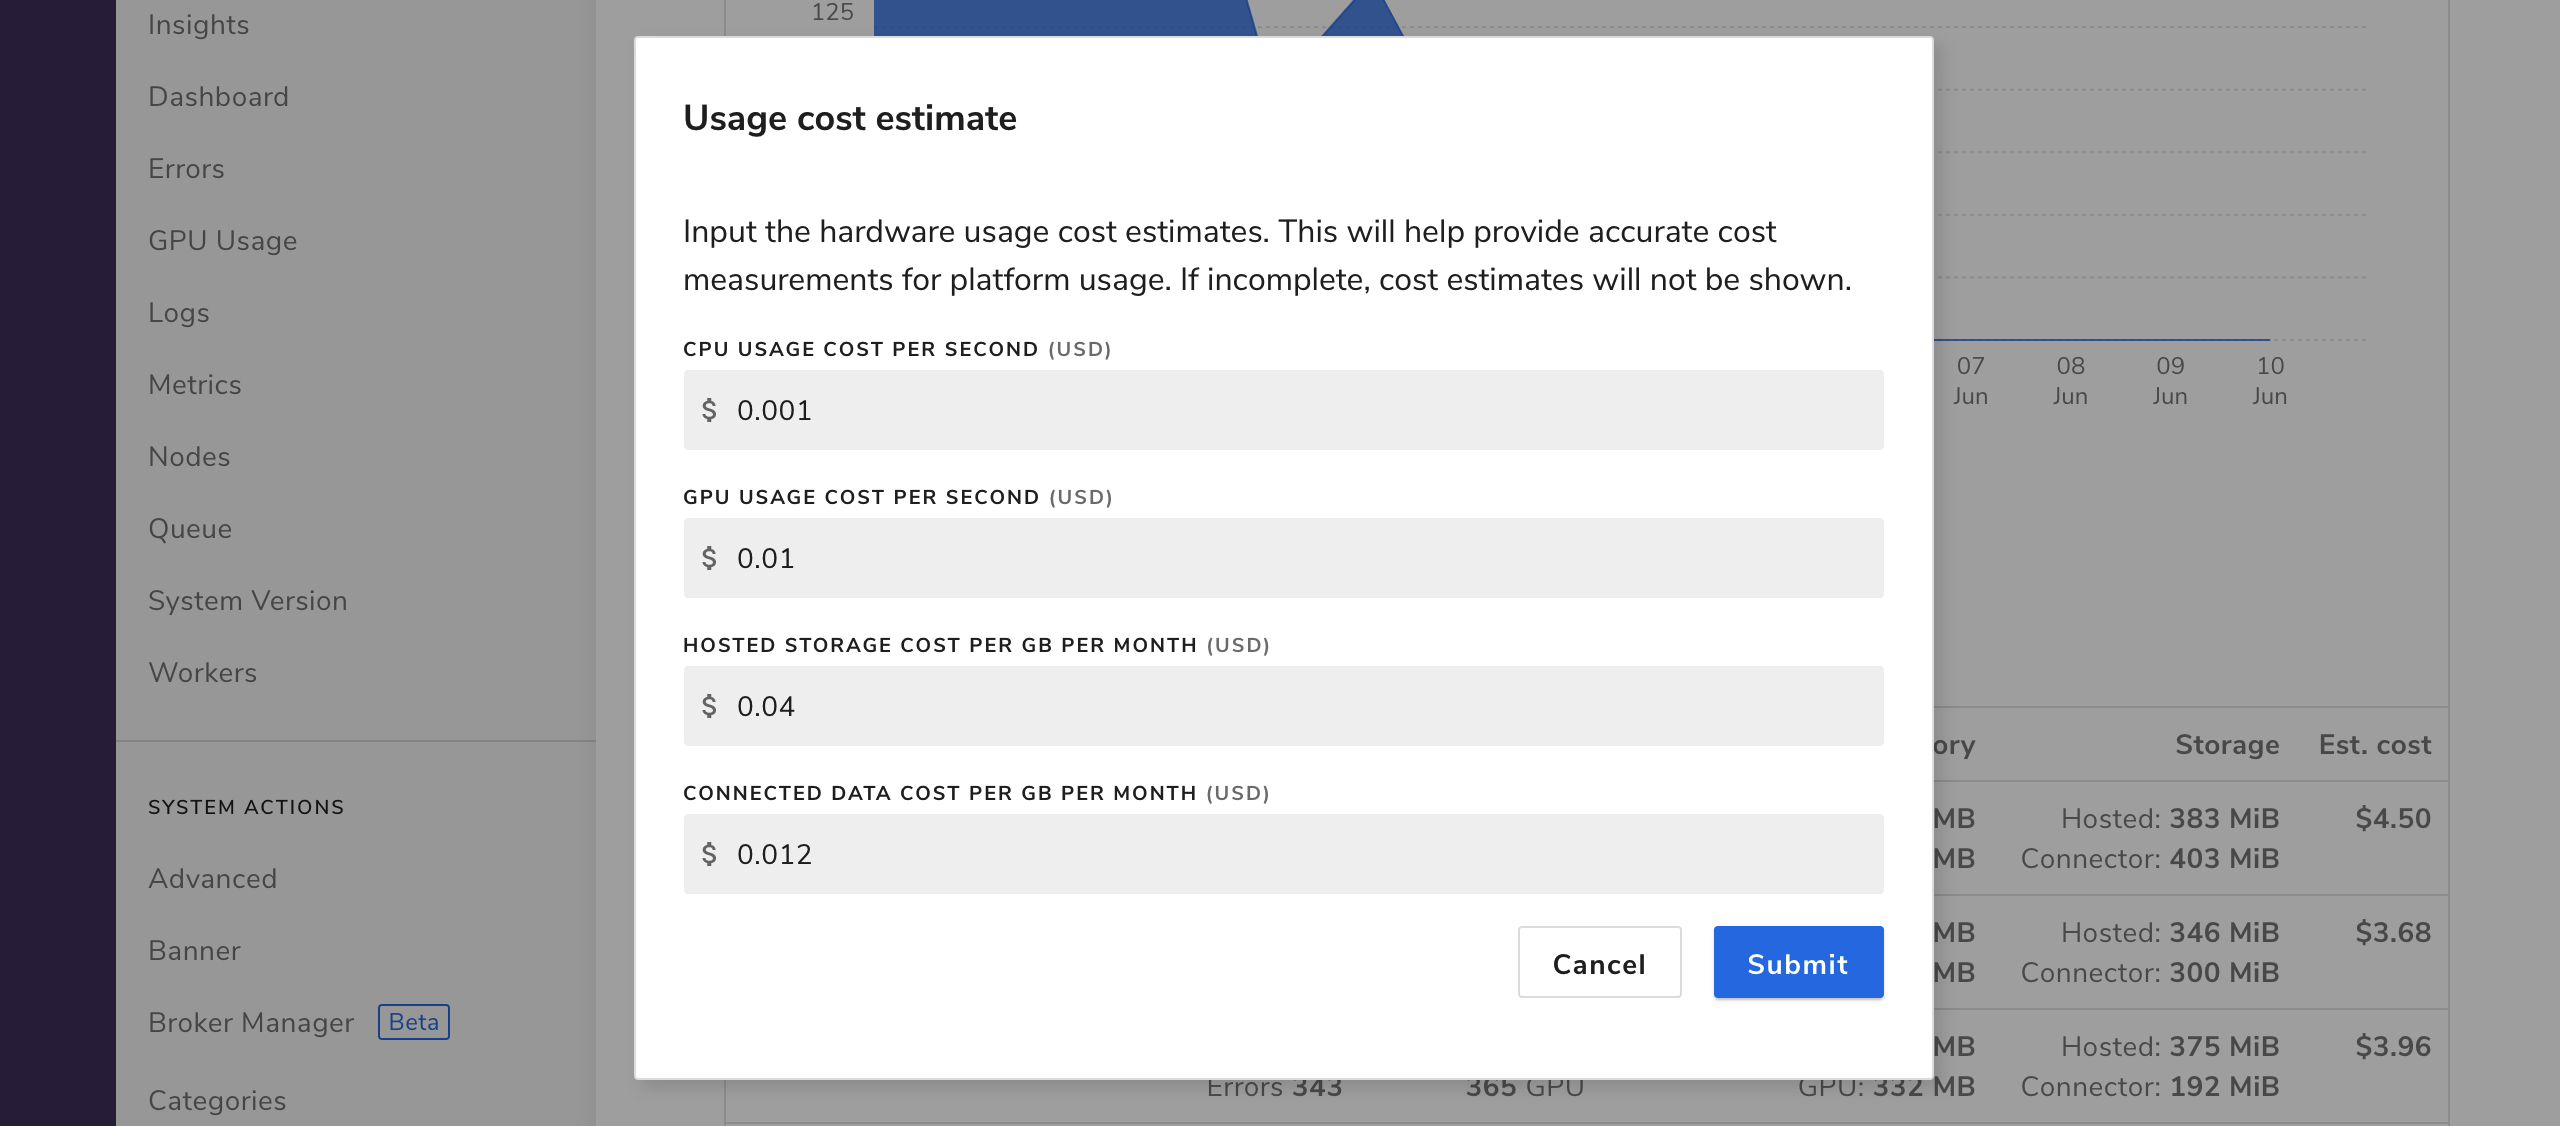 Insights
Dashboard
Errors
GPU Usage
Logs
Metrics
Nodes
Queue
System Version
Workers
SYSTEM ACTIONS
Advanced
Banner
Broker Manager Beta
Categories
125
Usage cost estimate
Input the hardware usage cost estimates. This will help provide accurate cost
measurements for platform usage. If incomplete, cost estimates will not be shown.
CPU USAGE COST PER SECOND (USD)
$ 0.001
GPU USAGE COST PER SECOND (USD)
$ 0.01
HOSTED STORAGE COST PER GB PER MONTH (USD)
$ 0.04
CONNECTED DATA COST PER GB PER MONTH (USD)
$ 0.012
Cancel Submit
07 08 09 10
Jun Jun Jun Jun
ory Storage Est. cost
MB Hosted: 383 MiB $4.50
MB Connector: 403 MiB
MB Hosted: 346 MiB $3.68
MB Connector: 300 MiB
MB Hosted: 375 MiB $3.96
Errors 343 365 GPU GPU: 332 MB Connector: 192 MiB